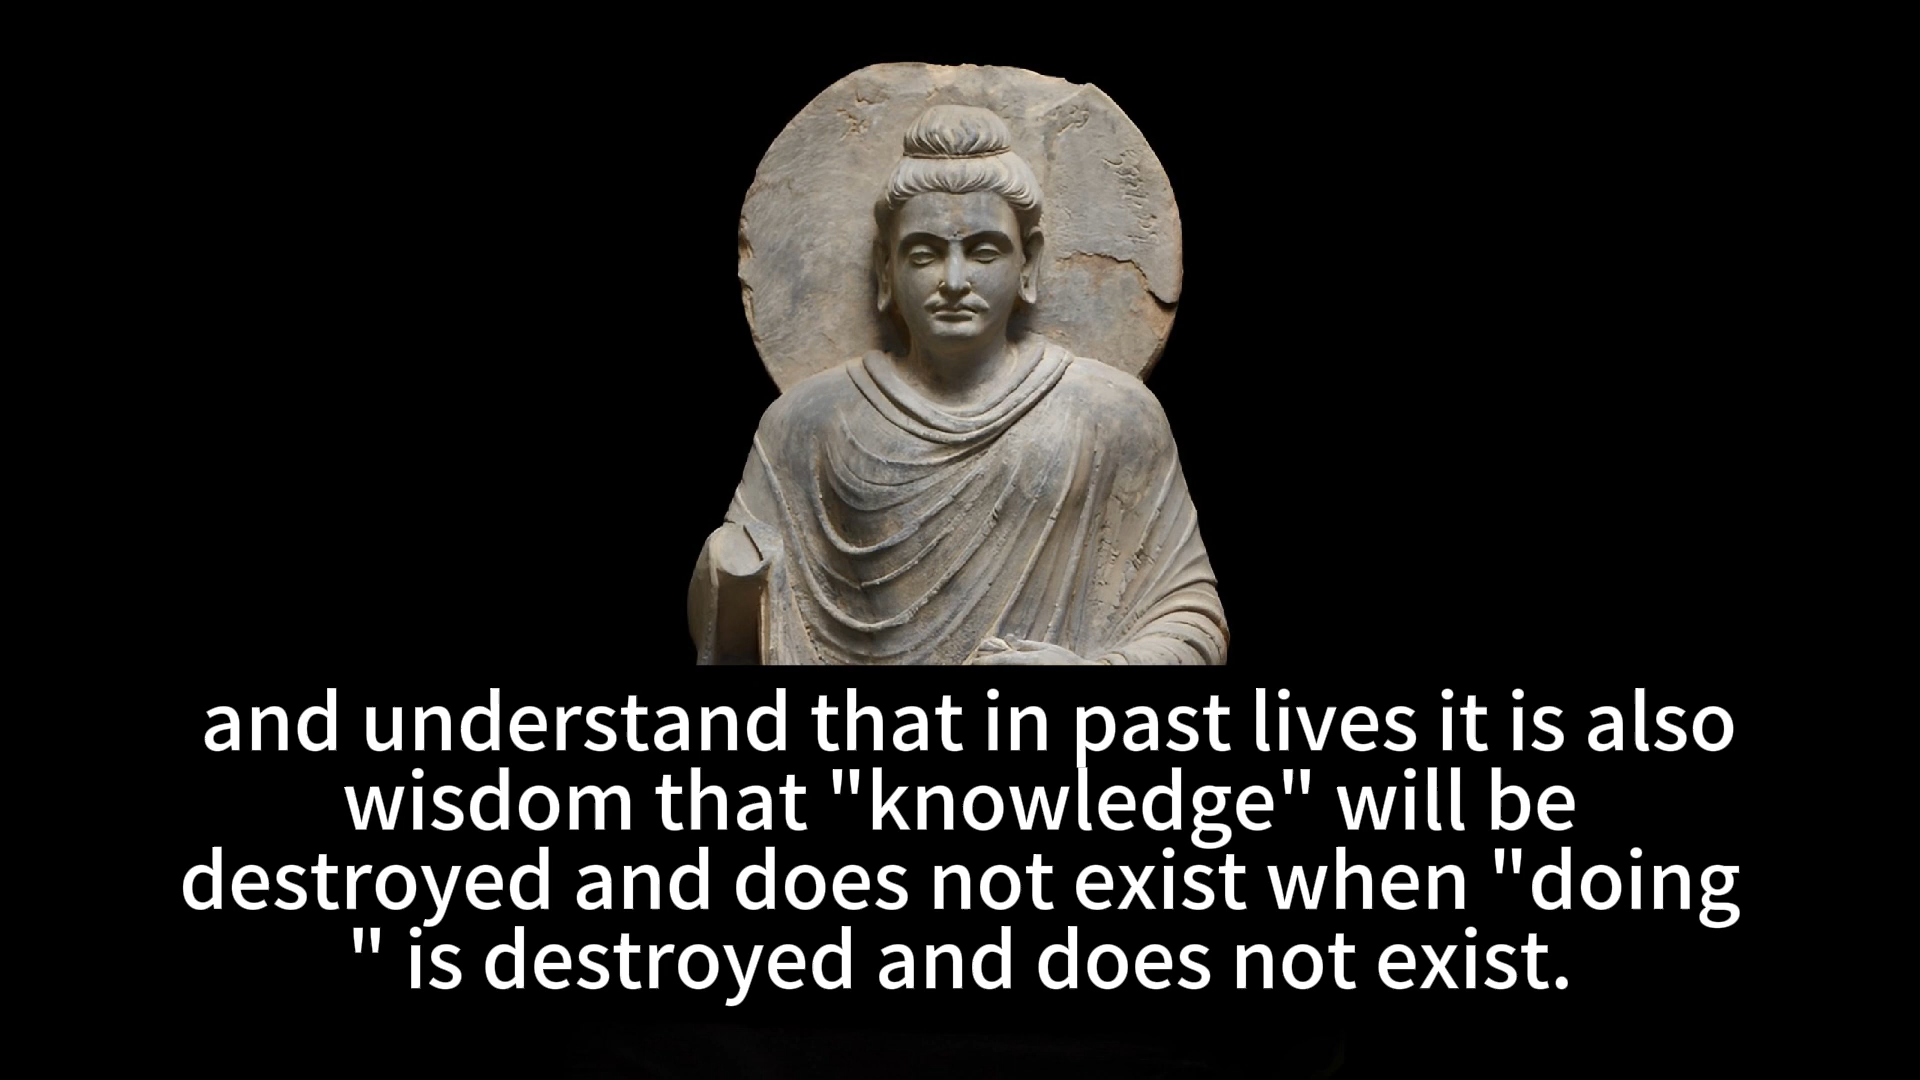 and understand that in past lives it is also
wisdom that "knowledge" will be
destroyed and does not exist when "doing
" is destroyed and does not exist.